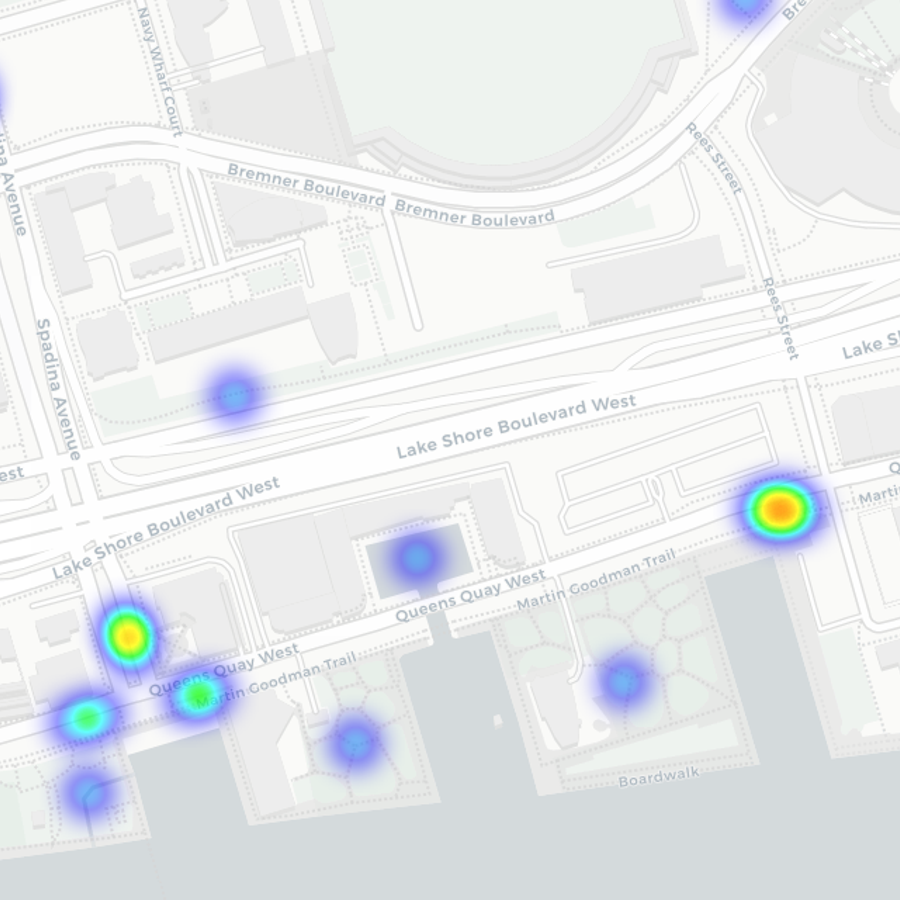 Navy Wharf Court
Bre
Rees Street
Bremner Boulevard
Bremner Boulevard
dina Avenue
Rees Street
Spadina Avenue
Lake Sh
Lake Shore Boulevard West
est
Lake Shore Boulevard West
Q
Martin
Queens Quay West
Martin Goodman Trail
Queens Quay West
Martin Goodman Trail
Boardwalk